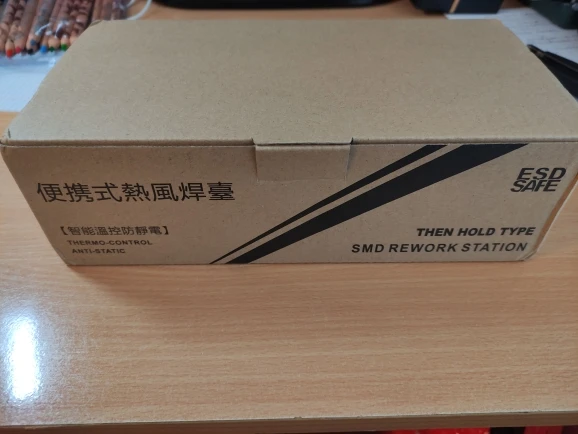 便携式熱風焊臺
【智能溫控防靜電】
THERMO-CONTROL
ANTI-STATIC
ESD
SAFE
THEN HOLD TYPE
SMD REWORK STATION